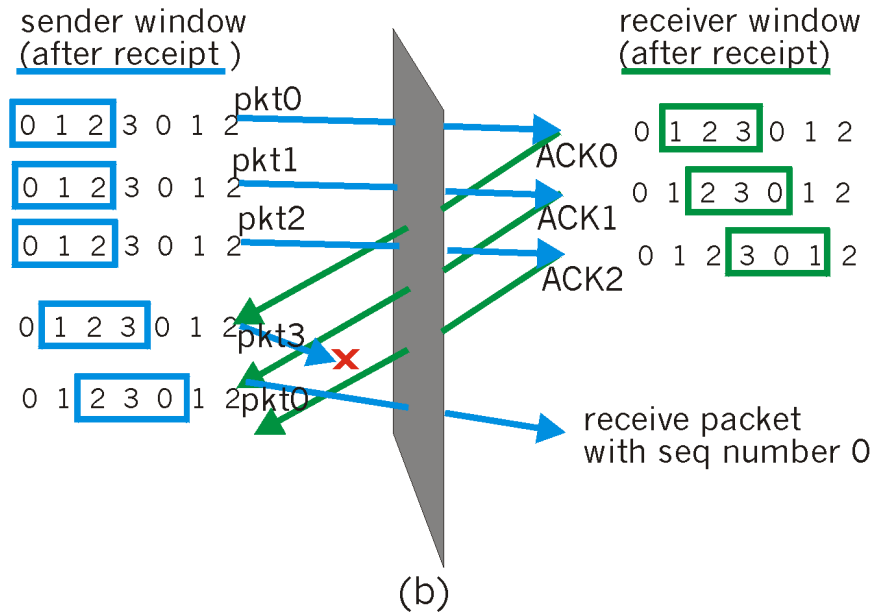 sender window
(after receipt )
receiver window
(after receipt)
0 1 2 3 0 1 2
pkt0
ACK0
0 1 2 3 0 1 2
0 1 2 3 0 1 2
pkt1
ACK1
0 1 2 3 0 1 2
0 1 2 3 0 1 2
pkt2
ACK2
0 1 2 3 0 1 2
0 1 2 3 0 1 2
pkt3
X
0 1 2 3 0 1 2
pkt0
receive packet
with seq number 0
(b)